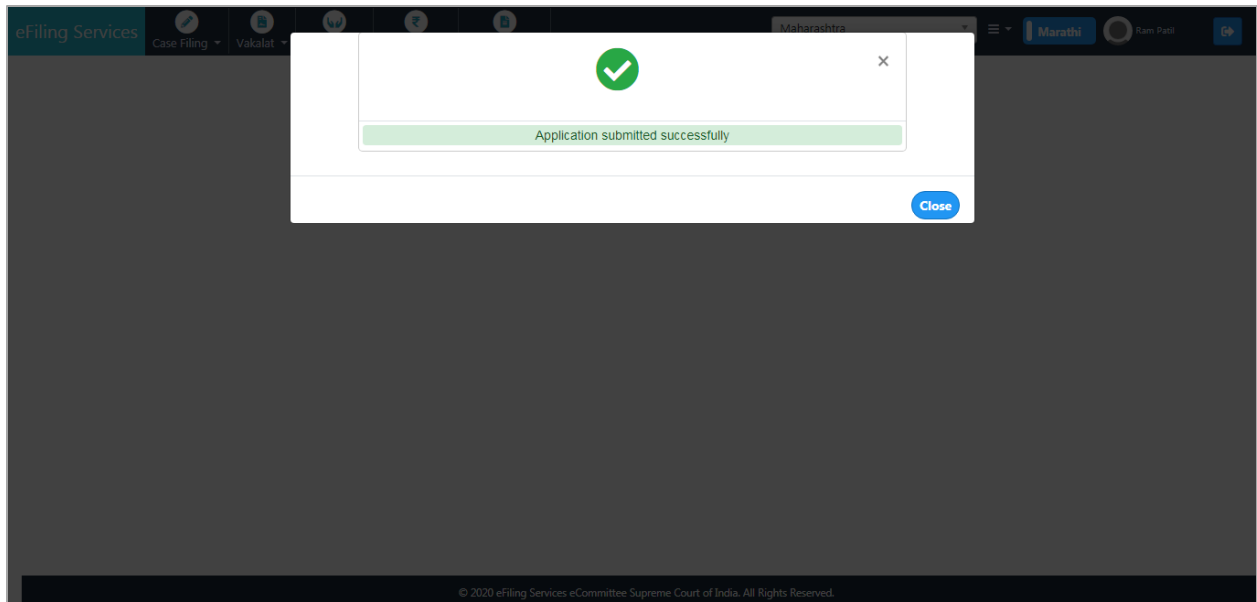 eFiling Services
Case Filing
Vakalat
Maharashtra
Marathi
Ram Patil
Application submitted successfully
Close
© 2020 eFiling Services eCommittee Supreme Court of India. All Rights Reserved.